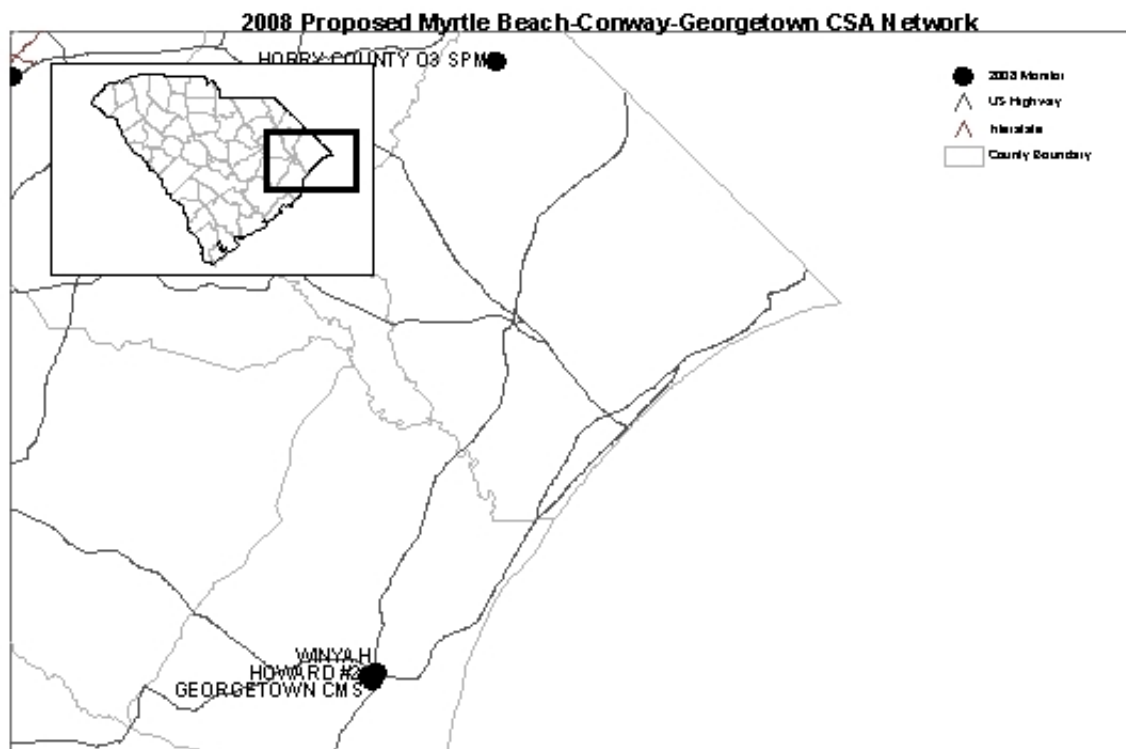 2008 Proposed Myrtle Beach-Conway-Georgetown CSA Network
HORRY COUNTY O3 SPM
2008 Monitor
US Highway
Interstate
County Boundary
WINYAH
HOWARD #2
GEORGETOWN CMS